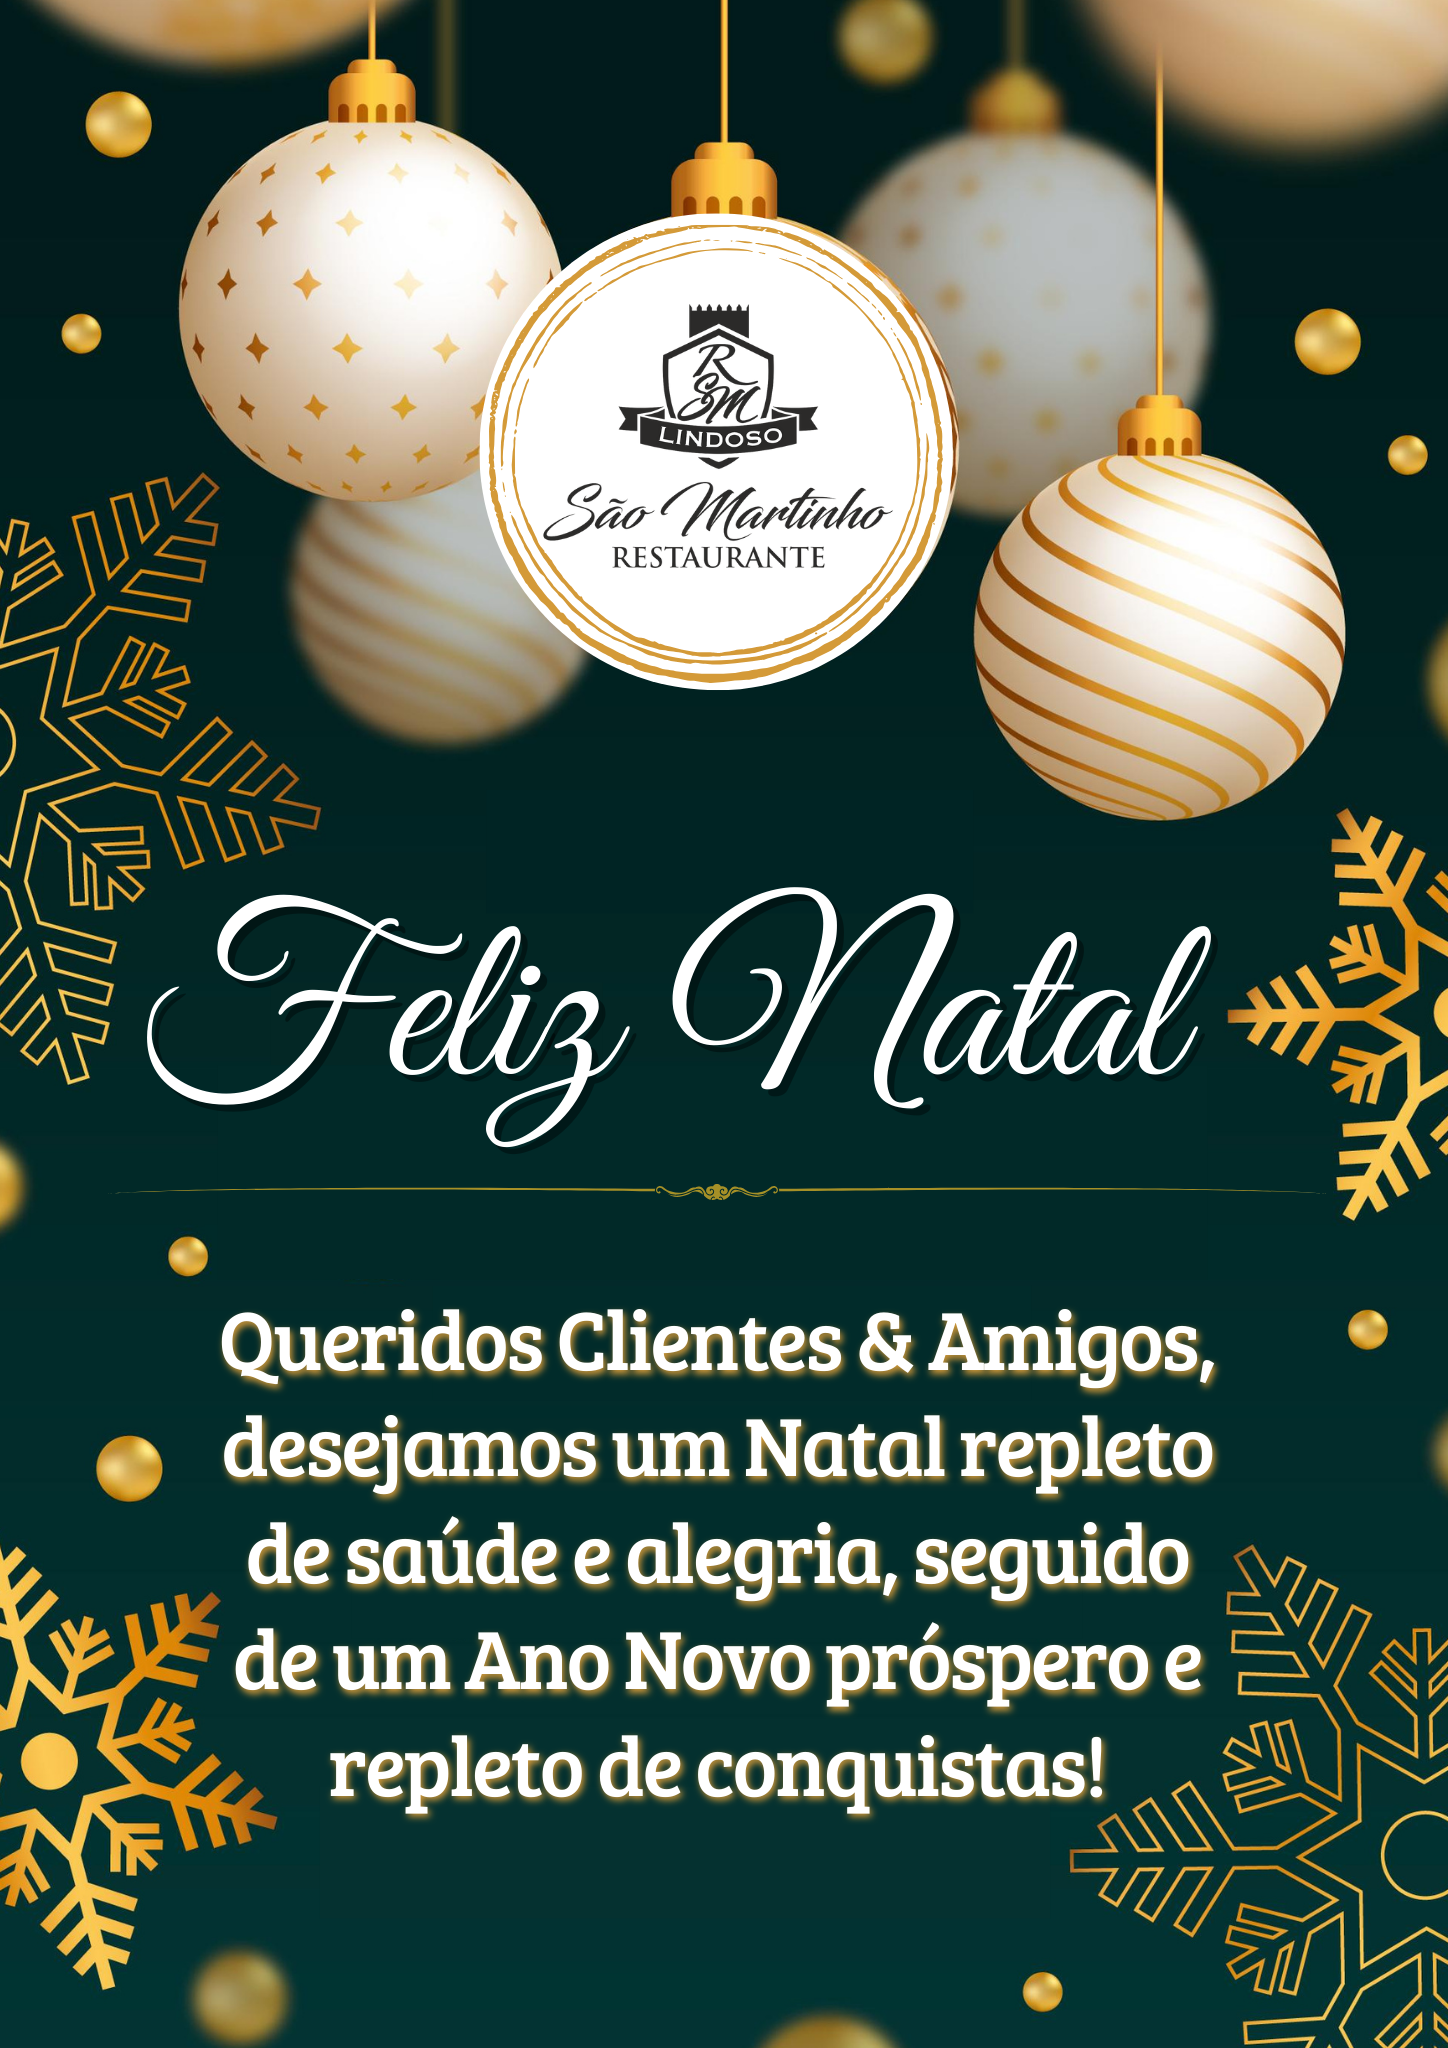 R
SM
LINDOSO
São Martinho
RESTAURANTE
Feliz Natal
Queridos Clientes & Amigos,
desejamos um Natal repleto
de saúde e alegria, seguido
de um Ano Novo próspero e
repleto de conquistas!